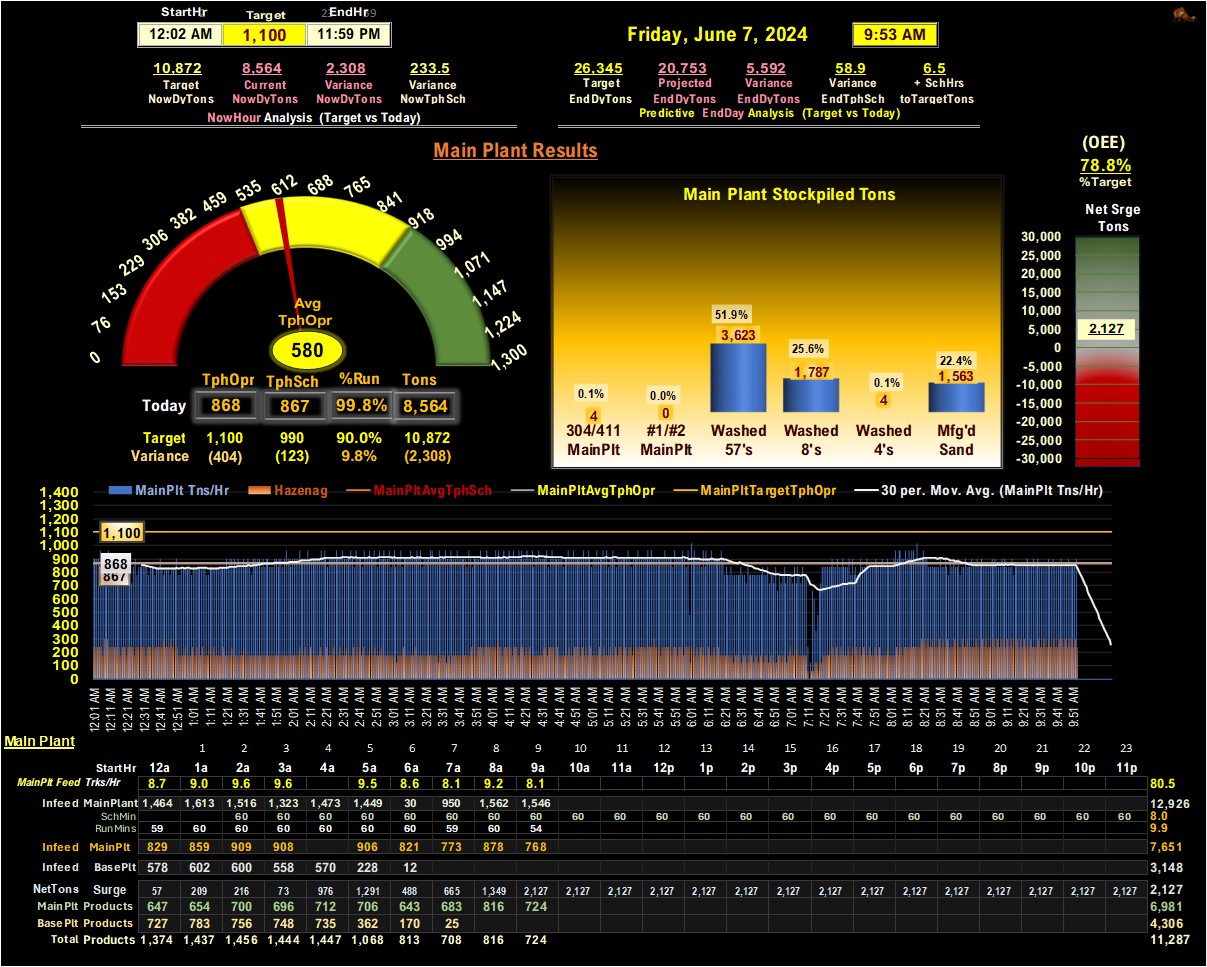 StartHr Target EndHr
12:02 AM 1,100 11:59 PM
Friday, June 7, 2024 9:53 AM
10,872 8,564 2,308 233.5
Target Current Variance Variance
NowDyTons NowDyTons NowDyTons NowTphSch
NowHour Analysis (Target vs Today)
26,345 20,753 5,592 58.9 6.5
Target Projected Variance Variance + SchHrs
EndDyTons EndDyTons EndDyTons EndTphSch toTargetTons
Predictive EndDay Analysis (Target vs Today)
Main Plant Results
(OEE)
78.8%
%Target
Net Srge
Tons
30,000
25,000
20,000
15,000
10,000
5,000
0
-5,000
-10,000
-15,000
-20,000
-25,000
-30,000
2,127
0 76 153 229 306 382 459 535 612 688 765 841 918 994 1,071 1,147 1,224 1,300
Avg
TphOpr
580
TphOpr TphSch %Run Tons
Today 868 867 99.8% 8,564
Target 1,100 990 90.0% 10,872
Variance (404) (123) 9.8% (2,308)
Main Plant Stockpiled Tons
0.1% 0.0% 51.9% 25.6% 0.1% 22.4%
4 0 3,623 1,787 4 1,563
304/411 #1/#2 Washed Washed Washed Mfg'd
MainPlt MainPlt 57's 8's 4's Sand
MainPlt Tns/Hr Hazenag MainPltAvgTphSch MainPltAvgTphOpr MainPltTargetTphOpr 30 per. Mov. Avg. (MainPlt Tns/Hr)
1,400
1,300
1,200
1,100
1,000
900
800
700
600
500
400
300
200
100
0
1,100
868
867
12:01 AM 12:11 AM 12:21 AM 12:31 AM 12:41 AM 12:51 AM 1:01 AM 1:11 AM 1:21 AM 1:31 AM 1:41 AM 1:51 AM 2:01 AM 2:11 AM 2:21 AM 2:31 AM 2:41 AM 2:51 AM 3:01 AM 3:11 AM 3:21 AM 3:31 AM 3:41 AM 3:51 AM 4:01 AM 4:11 AM 4:21 AM 4:31 AM 4:41 AM 4:51 AM 5:01 AM 5:11 AM 5:21 AM 5:31 AM 5:41 AM 5:51 AM 6:01 AM 6:11 AM 6:21 AM 6:31 AM 6:41 AM 6:51 AM 7:01 AM 7:11 AM 7:21 AM 7:31 AM 7:41 AM 7:51 AM 8:01 AM 8:11 AM 8:21 AM 8:31 AM 8:41 AM 8:51 AM 9:01 AM 9:11 AM 9:21 AM 9:31 AM 9:41 AM 9:51 AM
Main Plant
1 2 3 4 5 6 7 8 9 10 11 12 13 14 15 16 17 18 19 20 21 22 23
StartHr 12a 1a 2a 3a 4a 5a 6a 7a 8a 9a 10a 11a 12p 1p 2p 3p 4p 5p 6p 7p 8p 9p 10p 11p
MainPlt Feed Trks/Hr 8.7 9.0 9.6 9.6 9.5 8.6 8.1 9.2 8.1 80.5
Infeed MainPlant 1,464 1,613 1,516 1,323 1,473 1,449 30 950 1,562 1,546 12,926
SchMin 60 60 60 60 60 60 60 60 60 60 60 60 60 60 60 60 60 60 60 60 60 60 8.0
RunMins 59 60 60 60 60 60 60 59 60 54 9.9
Infeed MainPlt 829 859 909 908 906 821 773 878 768 7,651
Infeed BasePlt 578 602 600 558 570 228 12 3,148
NetTons Surge 57 209 216 73 976 1,291 488 665 1,349 2,127 2,127 2,127 2,127 2,127 2,127 2,127 2,127 2,127 2,127 2,127 2,127 2,127 2,127 2,127 2,127
MainPlt Products 647 654 700 696 712 706 643 683 816 724 6,981
BasePlt Products 727 783 756 748 735 362 170 25 4,306
Total Products 1,374 1,437 1,456 1,444 1,447 1,068 813 708 816 724 11,287